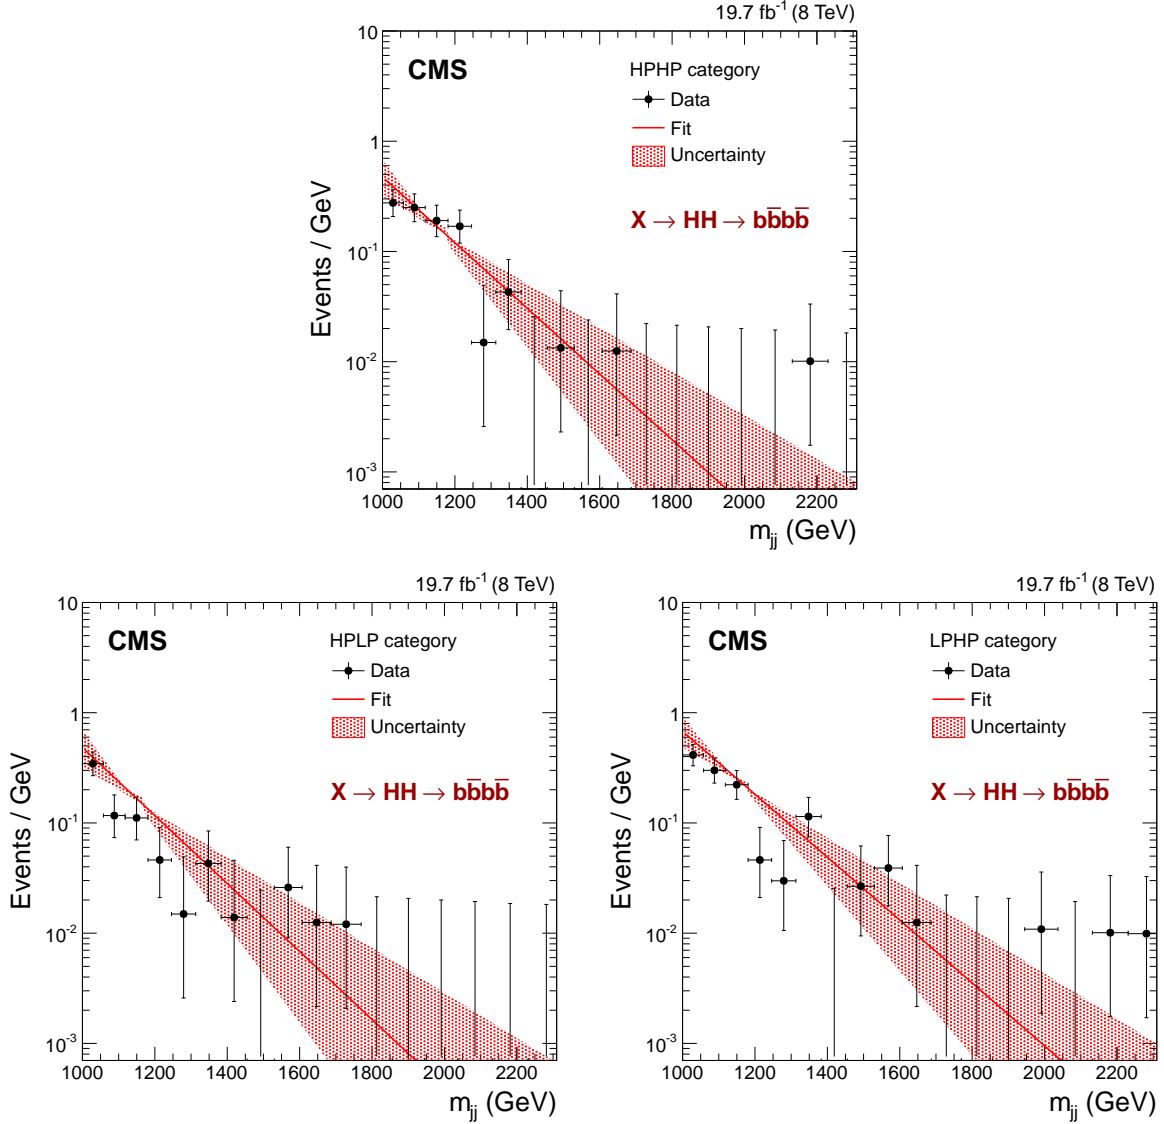 19.7 fb⁻¹ (8 TeV)
CMS
HPHP category
Data
Fit
Uncertainty
X → HH → bb̅bb̅
Events / GeV
10
1
10⁻¹
10⁻²
10⁻³
1000 1200 1400 1600 1800 2000 2200
m_jj (GeV)
19.7 fb⁻¹ (8 TeV)
CMS
HPLP category
Data
Fit
Uncertainty
X → HH → bb̅bb̅
Events / GeV
10
1
10⁻¹
10⁻²
10⁻³
1000 1200 1400 1600 1800 2000 2200
m_jj (GeV)
19.7 fb⁻¹ (8 TeV)
CMS
LPHP category
Data
Fit
Uncertainty
X → HH → bb̅bb̅
Events / GeV
10
1
10⁻¹
10⁻²
10⁻³
1000 1200 1400 1600 1800 2000 2200
m_jj (GeV)